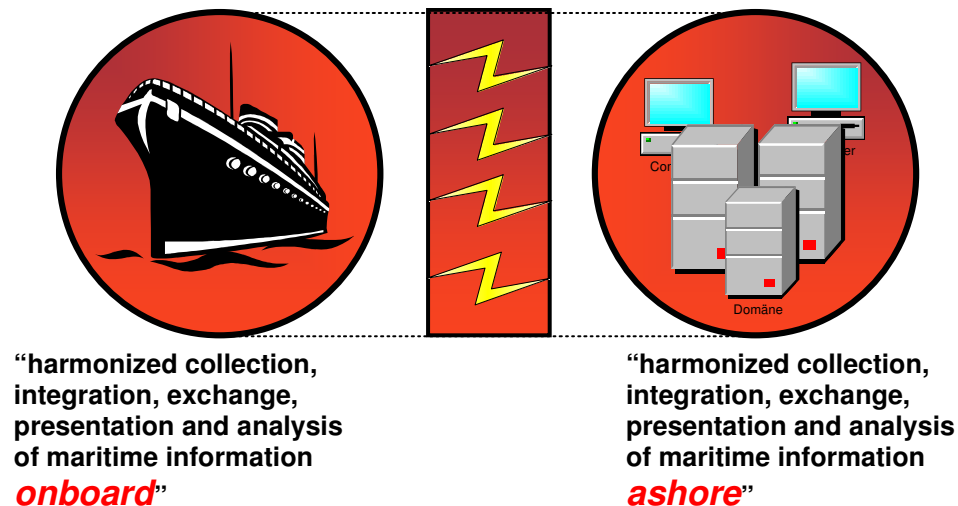 Domäne
“harmonized collection,
integration, exchange,
presentation and analysis
of maritime information
onboard”
“harmonized collection,
integration, exchange,
presentation and analysis
of maritime information
ashore”